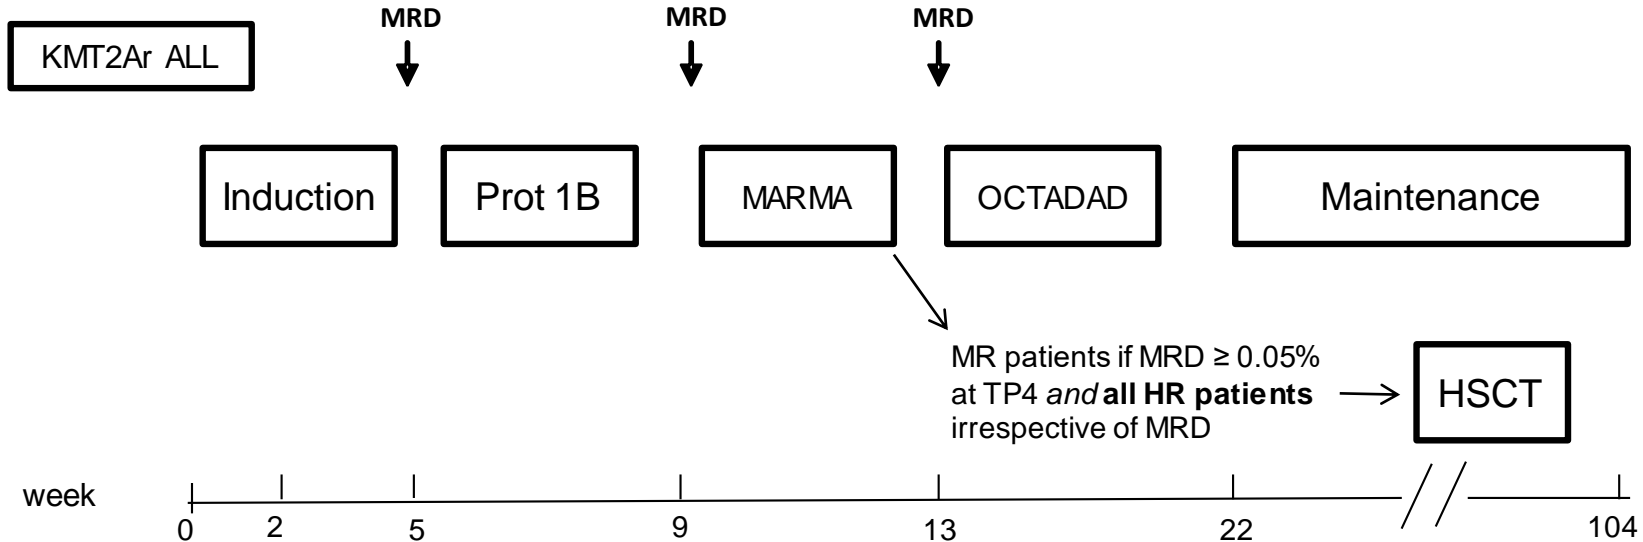 MRD MRD MRD
KMT2Ar ALL
Induction Prot 1B MARMA OCTADAD Maintenance
MR patients if MRD ≥ 0.05%
at TP4 and all HR patients
irrespective of MRD
HSCT
week
0 2 5 9 13 22 104